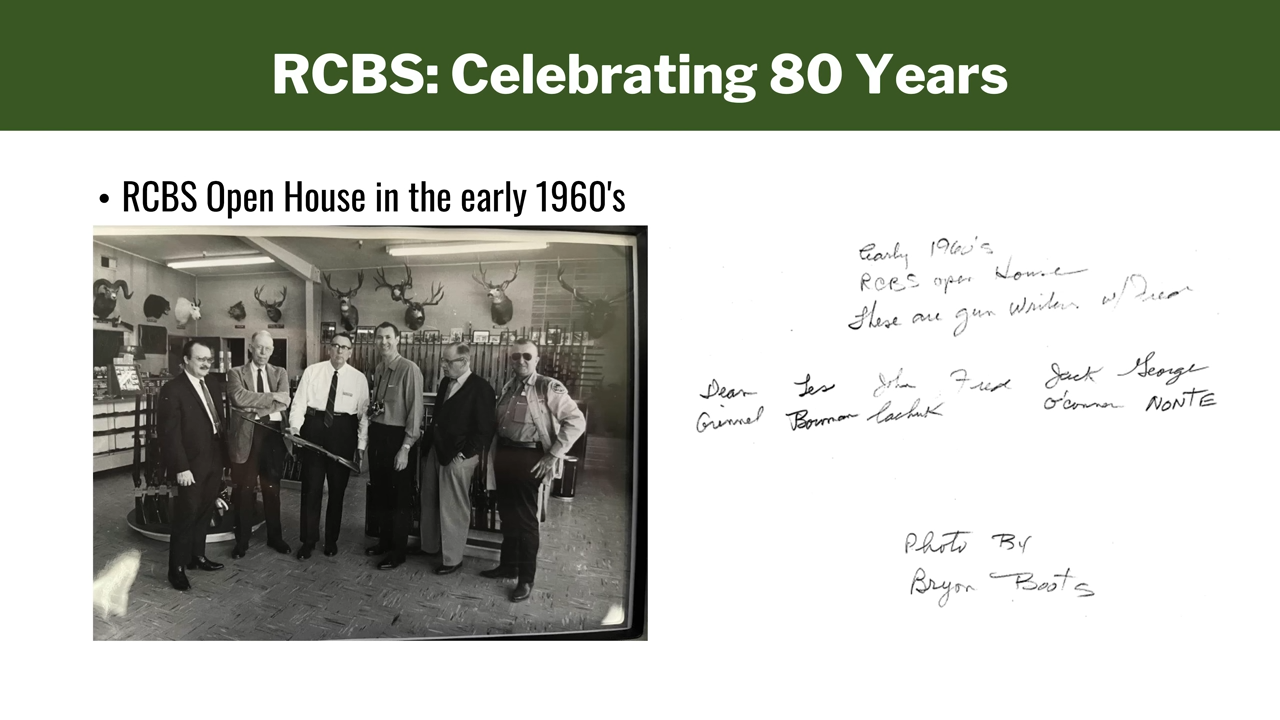 RCBS: Celebrating 80 Years
• RCBS Open House in the early 1960's
Early 1960's
RCBS open House
These are gun writers w/Fred
Dean Les John Fred Jack George
Grennel Bowman lachuk O'connor NONTE
Photo By
Bryon Boots